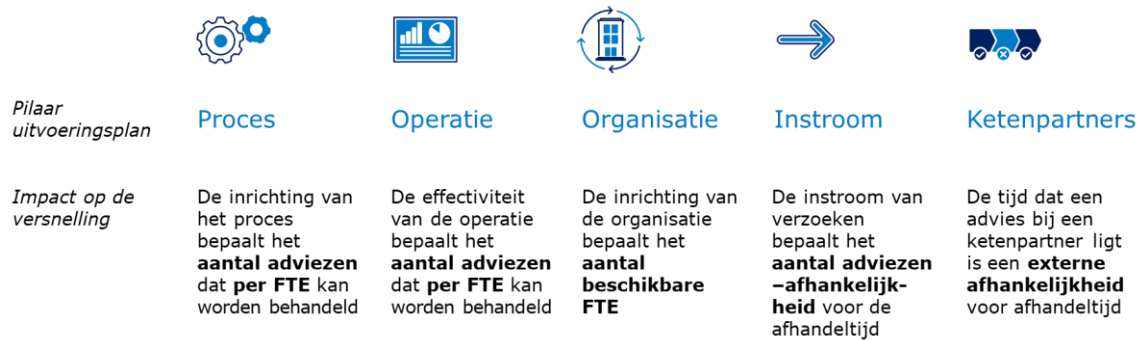 Pilaar
uitvoeringsplan
Proces
Operatie
Organisatie
Instroom
Ketenpartners
Impact op de
versnelling
De inrichting van
het proces
bepaalt het
aantal adviezen
dat per FTE kan
worden behandeld
De effectiviteit
van de operatie
bepaalt het
aantal adviezen
dat per FTE kan
worden behandeld
De inrichting van
de organisatie
bepaalt het
aantal
beschikbare
FTE
De instroom van
verzoeken
bepaalt het
aantal adviezen
–afhankelijk-
heid voor de
afhandeltijd
De tijd dat een
advies bij een
ketenpartner ligt
is een externe
afhankelijkheid
voor afhandeltijd